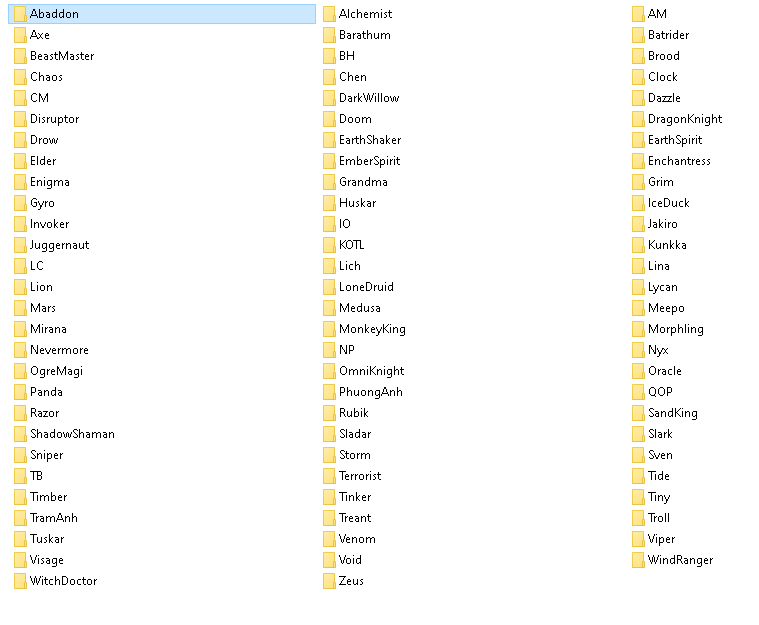 Abaddon Alchemist AM
Axe Barathum Batrider
BeastMaster BH Brood
Chaos Chen Clock
CM DarkWillow Dazzle
Disruptor Doom DragonKnight
Drow EarthShaker EarthSpirit
Elder EmberSpirit Enchantress
Enigma Grandma Grim
Gyro Huskar IceDuck
Invoker IO Jakiro
Juggernaut KOTL Kunkka
LC Lich Lina
Lion LoneDruid Lycan
Mars Medusa Meepo
Mirana MonkeyKing Morphling
Nevermore NP Nyx
OgreMagi OmniKnight Oracle
Panda PhuongAnh QOP
Razor Rubik SandKing
ShadowShaman Sladar Slark
Sniper Storm Sven
TB Terrorist Tide
Timber Tinker Tiny
TramAnh Treant Troll
Tuskar Venom Viper
Visage Void WindRanger
WitchDoctor Zeus